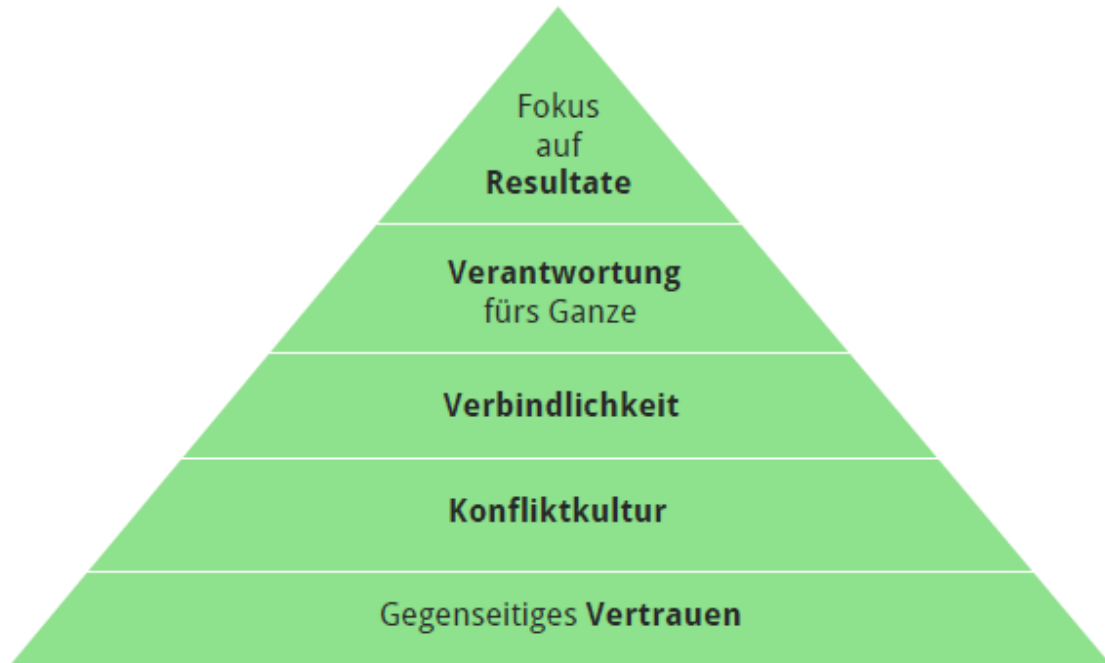 Fokus
auf
Resultate
Verantwortung
fürs Ganze
Verbindlichkeit
Konfliktkultur
Gegenseitiges Vertrauen